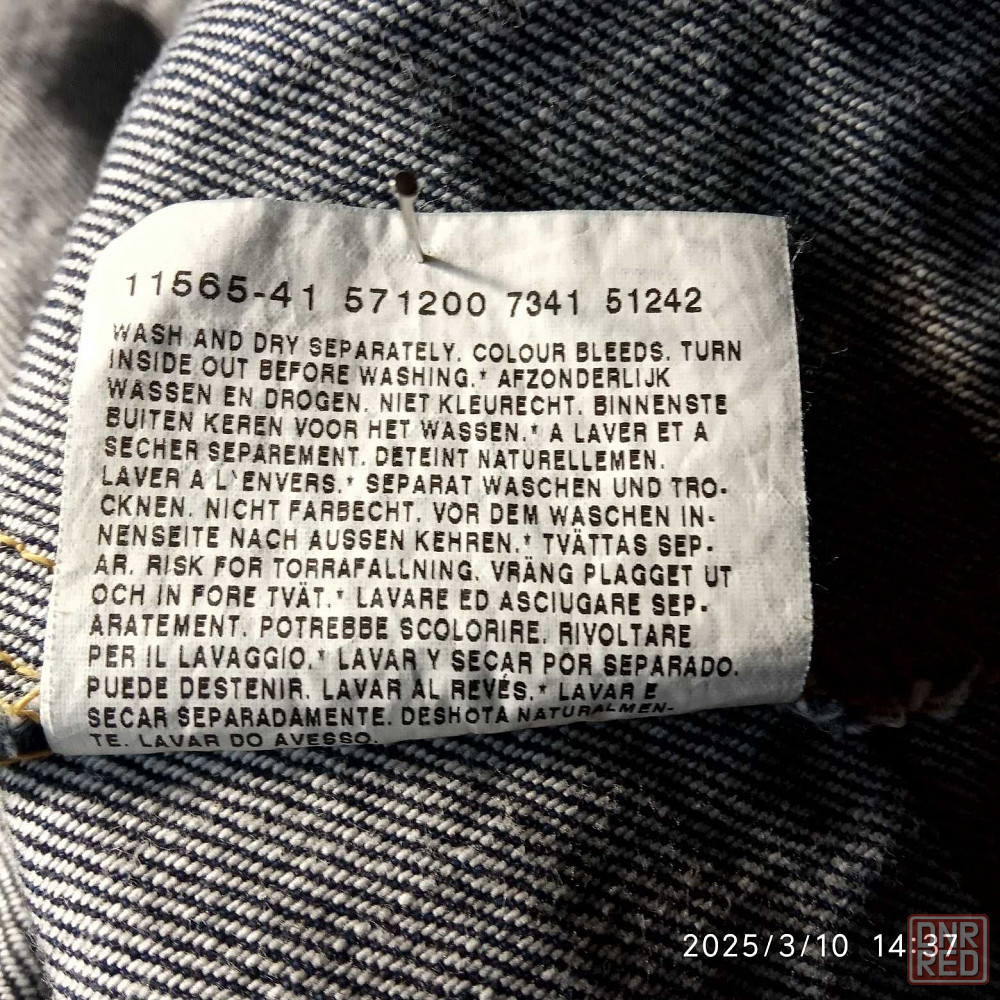 11565-41 571200 7341 51242
WASH AND DRY SEPARATELY. COLOUR BLEEDS. TURN
INSIDE OUT BEFORE WASHING.* AFZONDERLIJK
WASSEN EN DROGEN. NIET KLEURECHT. BINNENSTE
BUITEN KEREN VOOR HET WASSEN.* A LAVER ET A
SECHER SEPAREMENT. DETEINT NATURELLEMEN.
LAVER A L`ENVERS.* SEPARAT WASCHEN UND TRO-
CKNEN. NICHT FARBECHT. VOR DEM WASCHEN IN-
NENSEITE NACH AUSSEN KEHREN.* TVÄTTAS SEP-
AR. RISK FOR TORRAFALLNING. VRÄNG PLAGGET UT
OCH IN FORE TVÄT.* LAVARE ED ASCIUGARE SEP-
ARATEMENT. POTREBBE SCOLORIRE. RIVOLTARE
PER IL LAVAGGIO.* LAVAR Y SECAR POR SEPARADO.
PUEDE DESTENIR. LAVAR AL REVÉS.* LAVAR E
SECAR SEPARADAMENTE. DESHOTA NATURALMEN-
TE. LAVAR DO AVESSO.
2025/3/10 14:37
DNR
RED